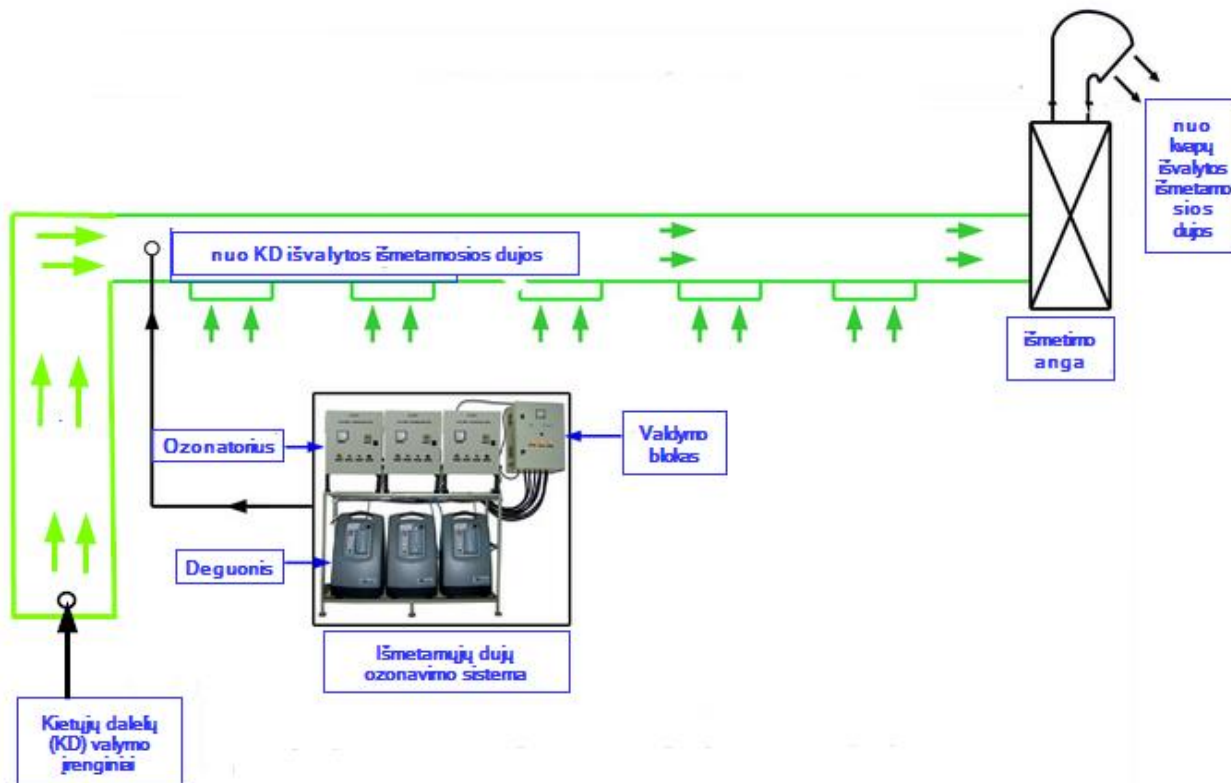 nuo
kvapų
išvalytos
išmetamo
sios
dujos
nuo KD išvalytos išmetamosios dujos
išmetimo
anga
Ozonatorius
Valdymo
blokas
Deguonis
Išmetamųjų dujų
ozonavimo sistema
Kietųjų dalelių
(KD) valymo
įrenginiai